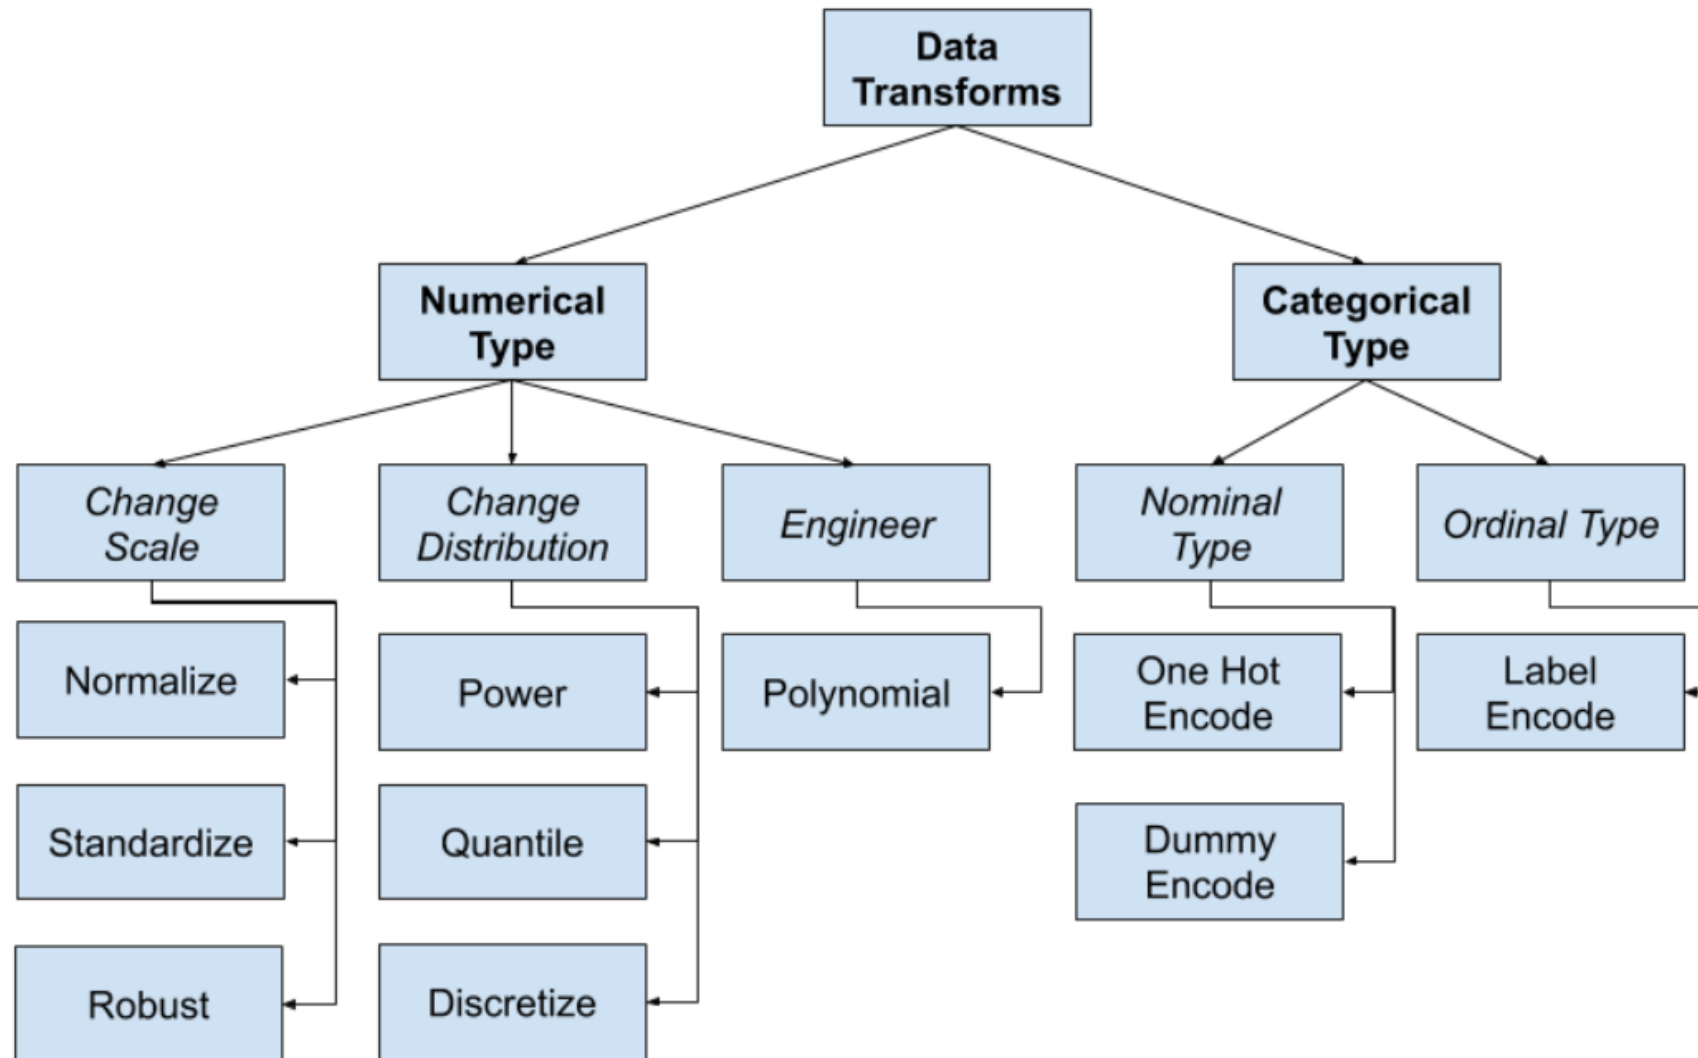 Data
Transforms
Numerical
Type
Categorical
Type
Change
Scale
Change
Distribution
Engineer
Nominal
Type
Ordinal Type
Normalize
Power
Polynomial
One Hot
Encode
Label
Encode
Standardize
Quantile
Dummy
Encode
Robust
Discretize